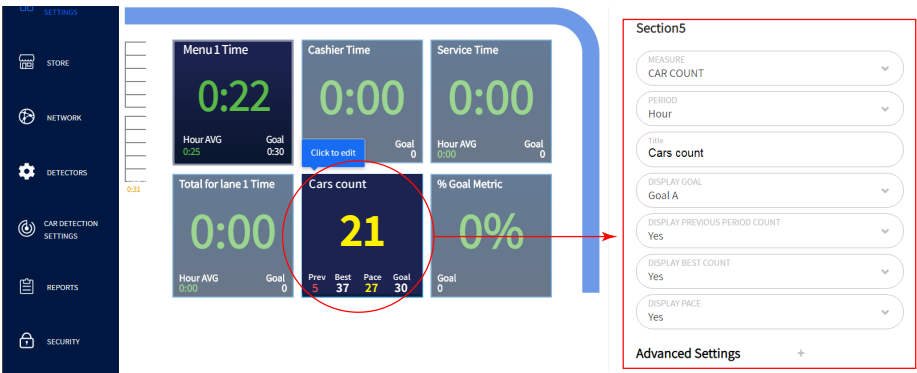 SETTINGS
STORE
NETWORK
DETECTORS
CAR DETECTION
SETTINGS
REPORTS
SECURITY
0:31
Menu 1 Time
0:22
Hour AVG Goal
0:25 0:30
Cashier Time
0:00
Goal
0
Click to edit
Service Time
0:00
Hour AVG Goal
0:00 0
Total for lane 1 Time
0:00
Hour AVG Goal
0:00 0
Cars count
21
Prev Best Pace Goal
5 37 27 30
% Goal Metric
0%
Goal
0
Section5
MEASURE
CAR COUNT
PERIOD
Hour
Title
Cars count
DISPLAY GOAL
Goal A
DISPLAY PREVIOUS PERIOD COUNT
Yes
DISPLAY BEST COUNT
Yes
DISPLAY PACE
Yes
Advanced Settings +